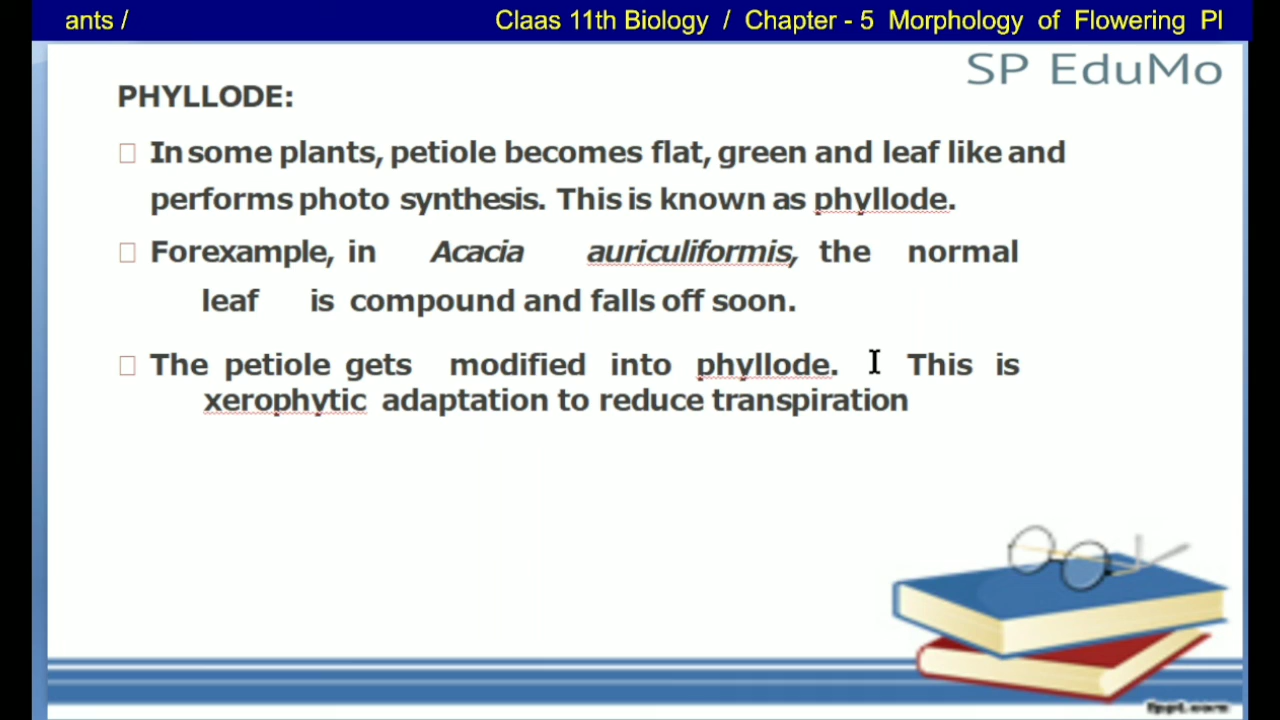 ants /
Claas 11th Biology / Chapter - 5 Morphology of Flowering Pl
SP EduMo
PHYLLODE:
In some plants, petiole becomes flat, green and leaf like and
performs photo synthesis. This is known as phyllode.
Forexample, in Acacia auriculiformis, the normal
leaf is compound and falls off soon.
The petiole gets modified into phyllode. This is
xerophytic adaptation to reduce transpiration
fppt.com